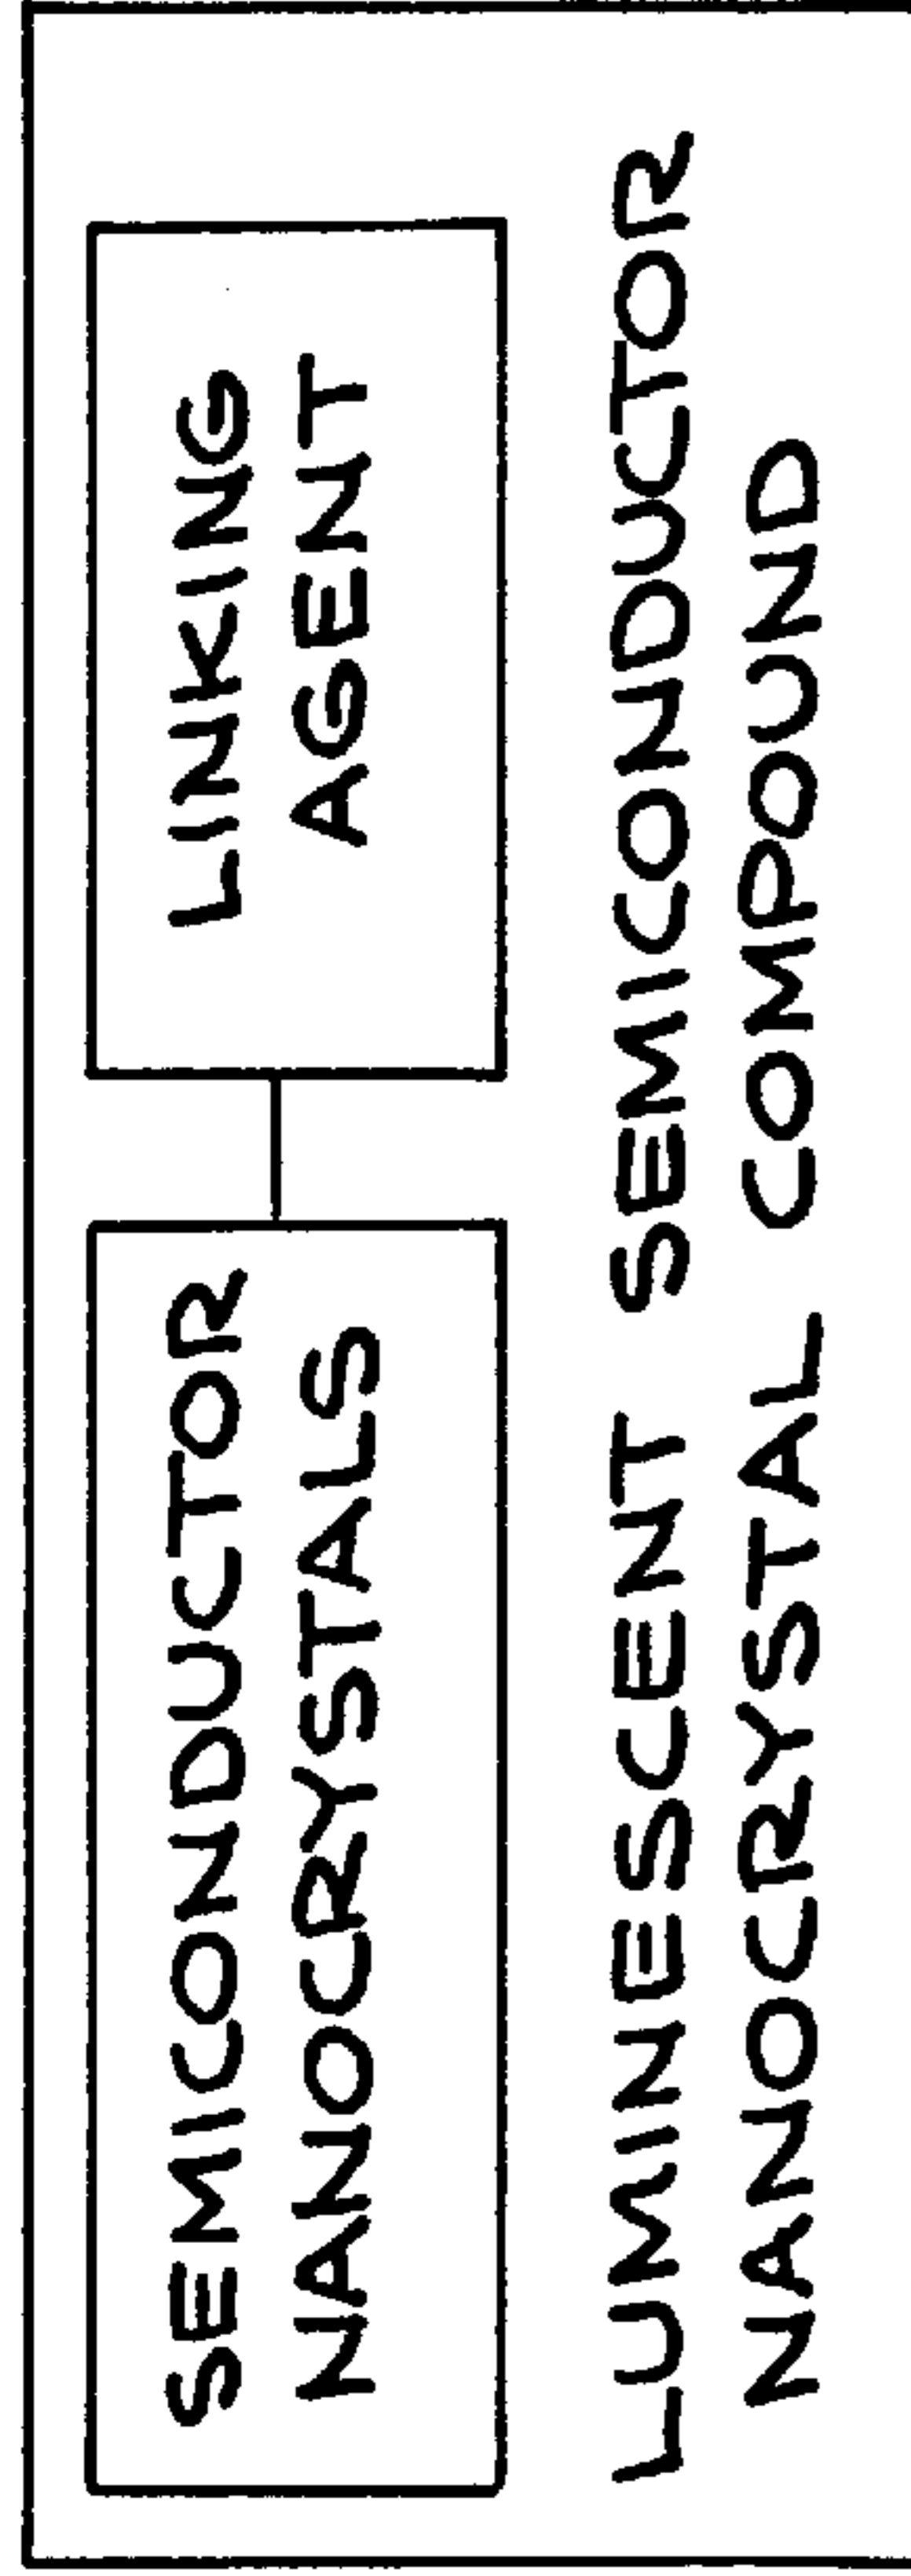 SEMICONDUCTOR
NANOCRYSTALS
LINKING
AGENT
LUMINESCENT SEMICONDUCTOR
NANOCRYSTAL COMPOUND